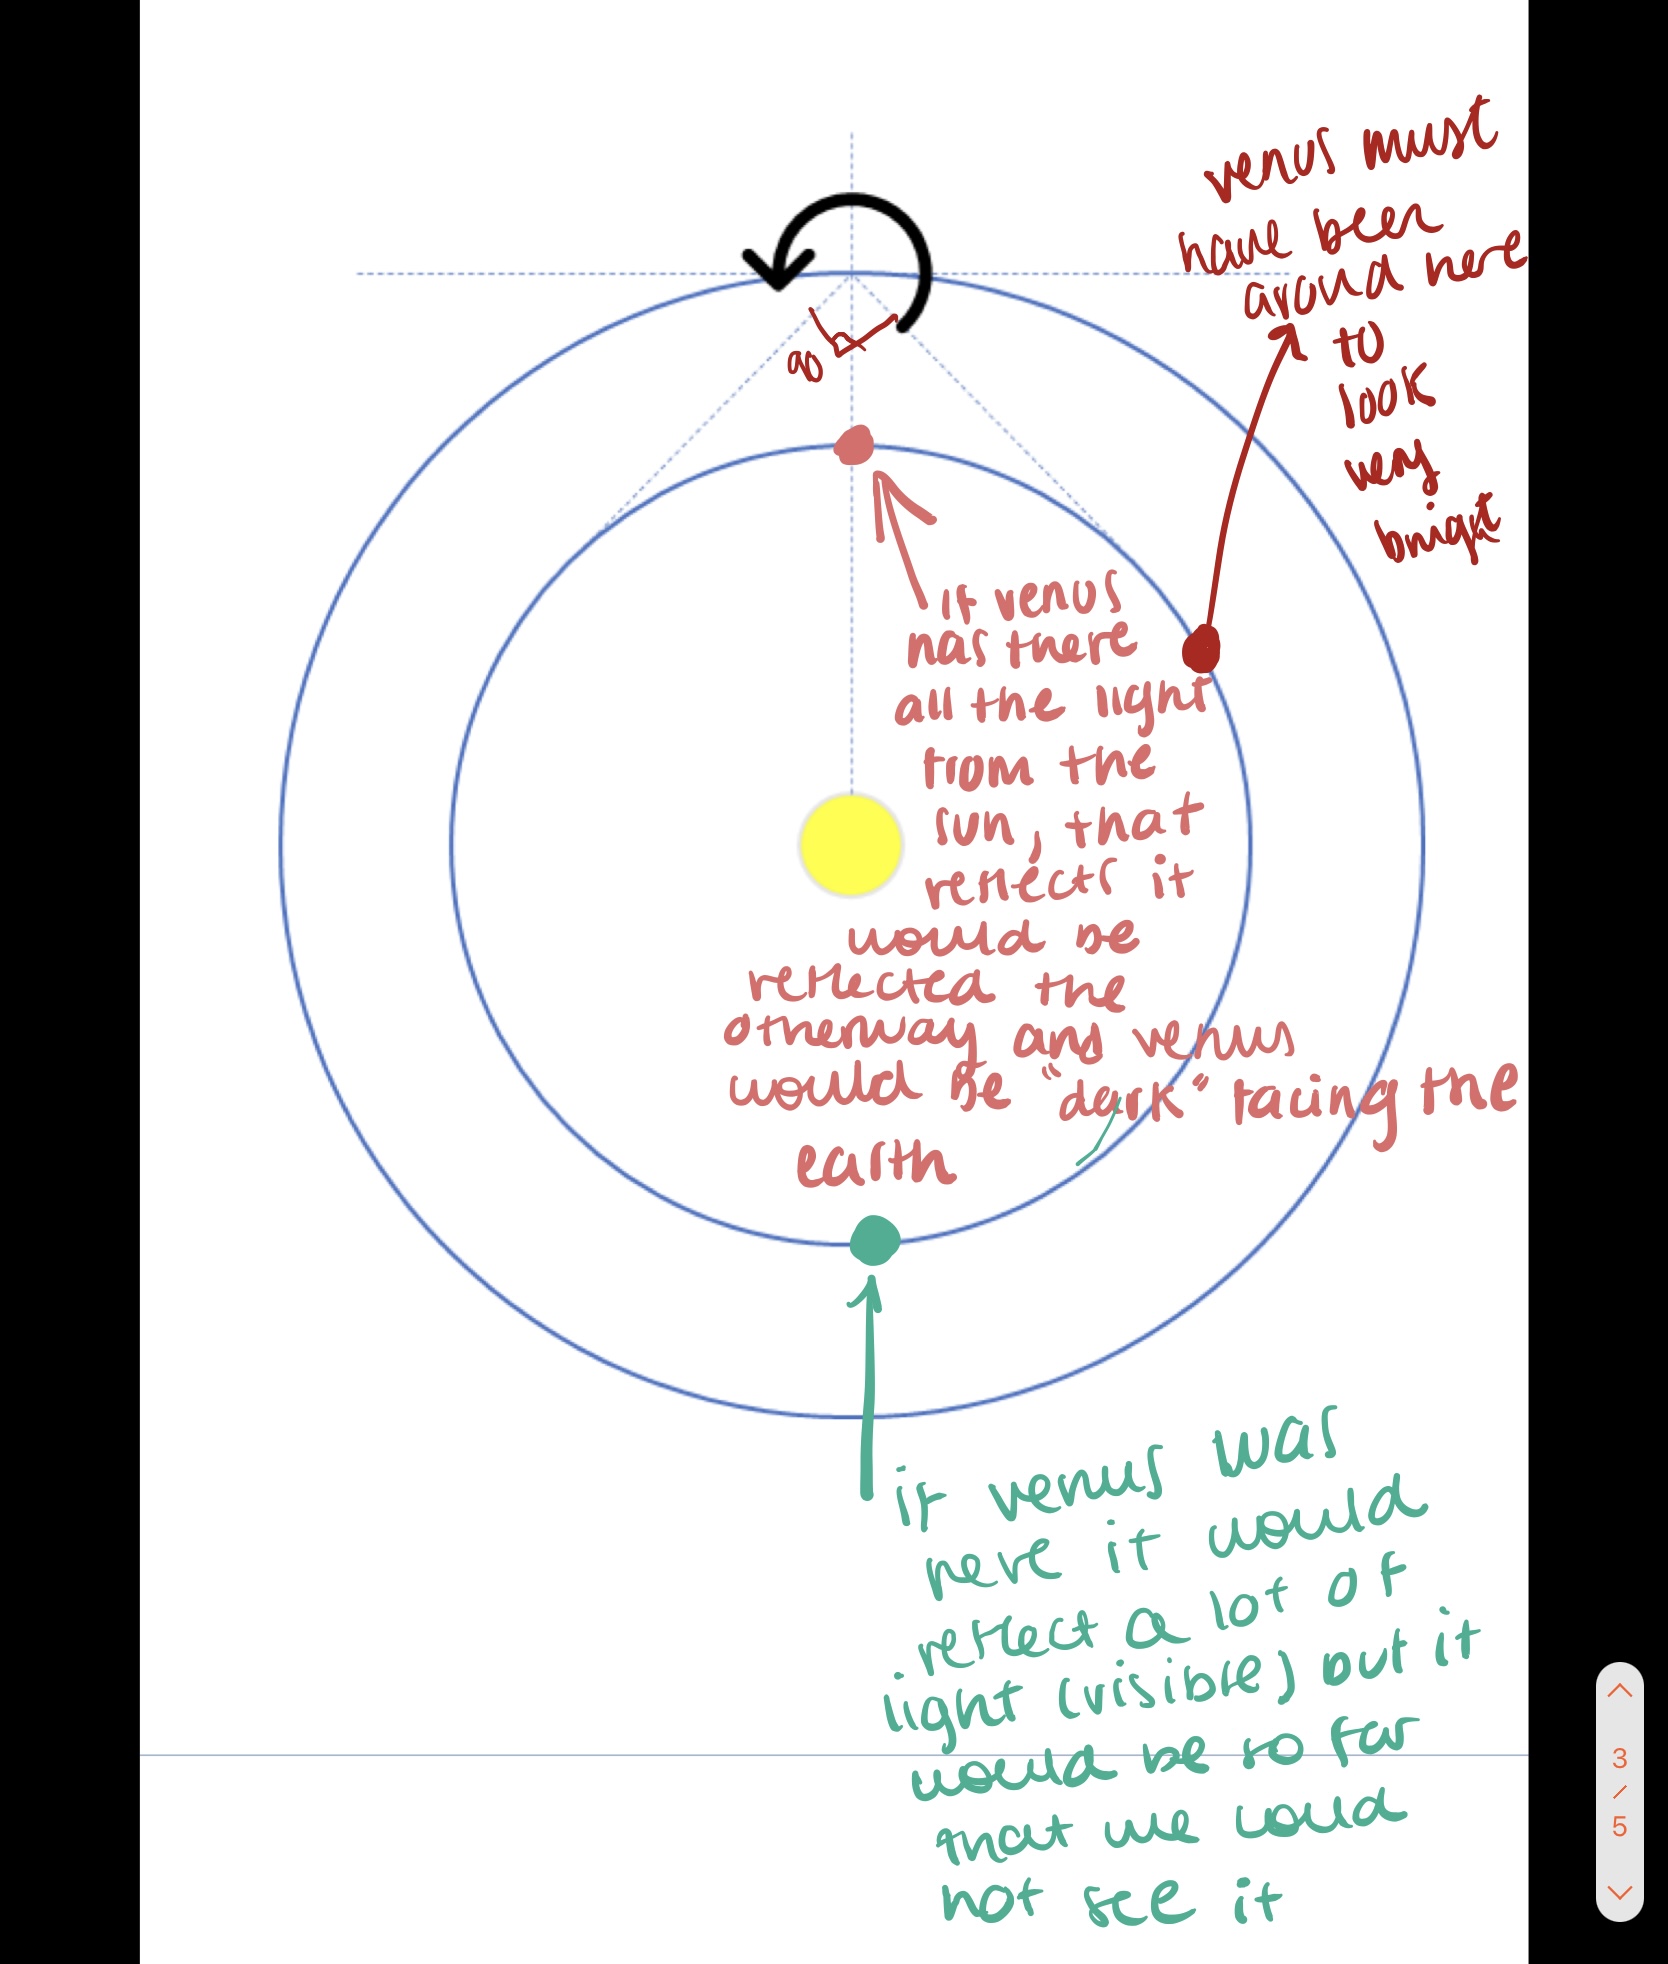 venus must
have been
around here
to
look
very
bright
90
if venus
was there
all the light
from the
sun, that
reflects it
would be
reflected the
otherway and venus
would be "dark" facing the
earth
if venus was
here it would
reflect a lot of
light (visible) but it
would be so far
that we could
not see it
3
/
5